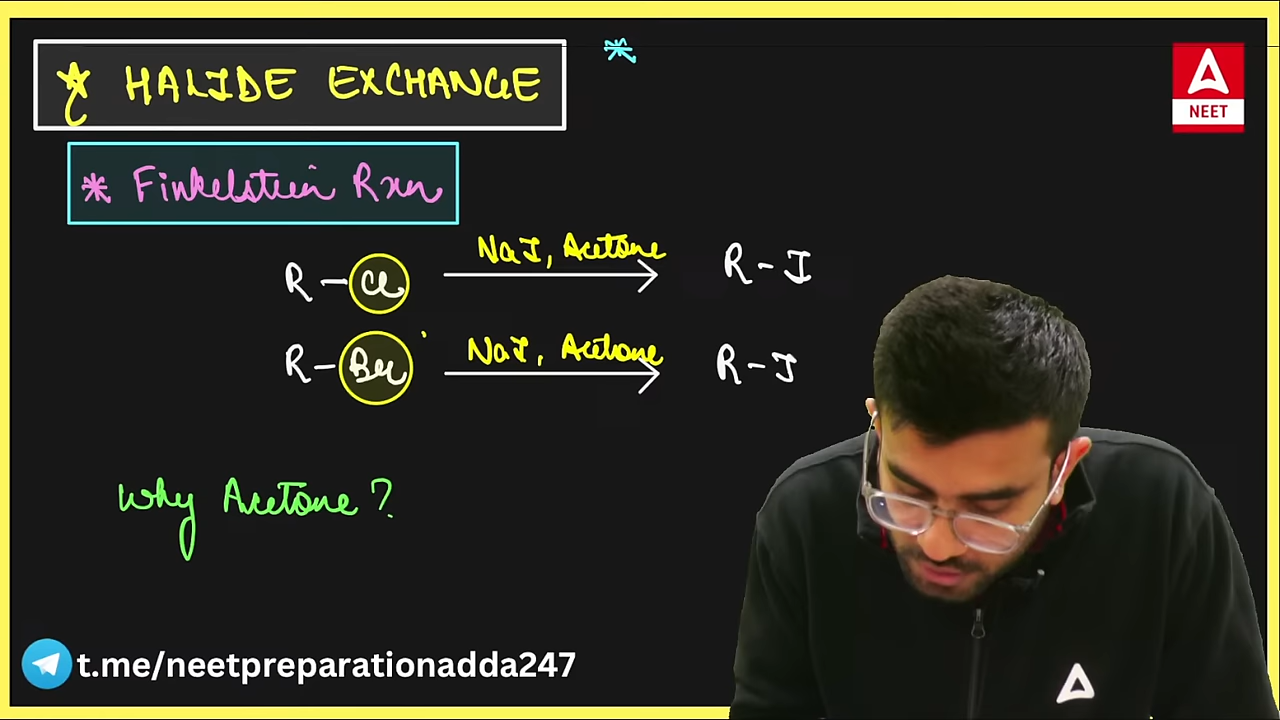 HALIDE EXCHANGE
NEET
* Finkelstein Rxn
R-Cl NaI, Acetone R-I
R-Br NaI, Acetone R-I
Why Acetone?
t.me/neetpreparationadda247